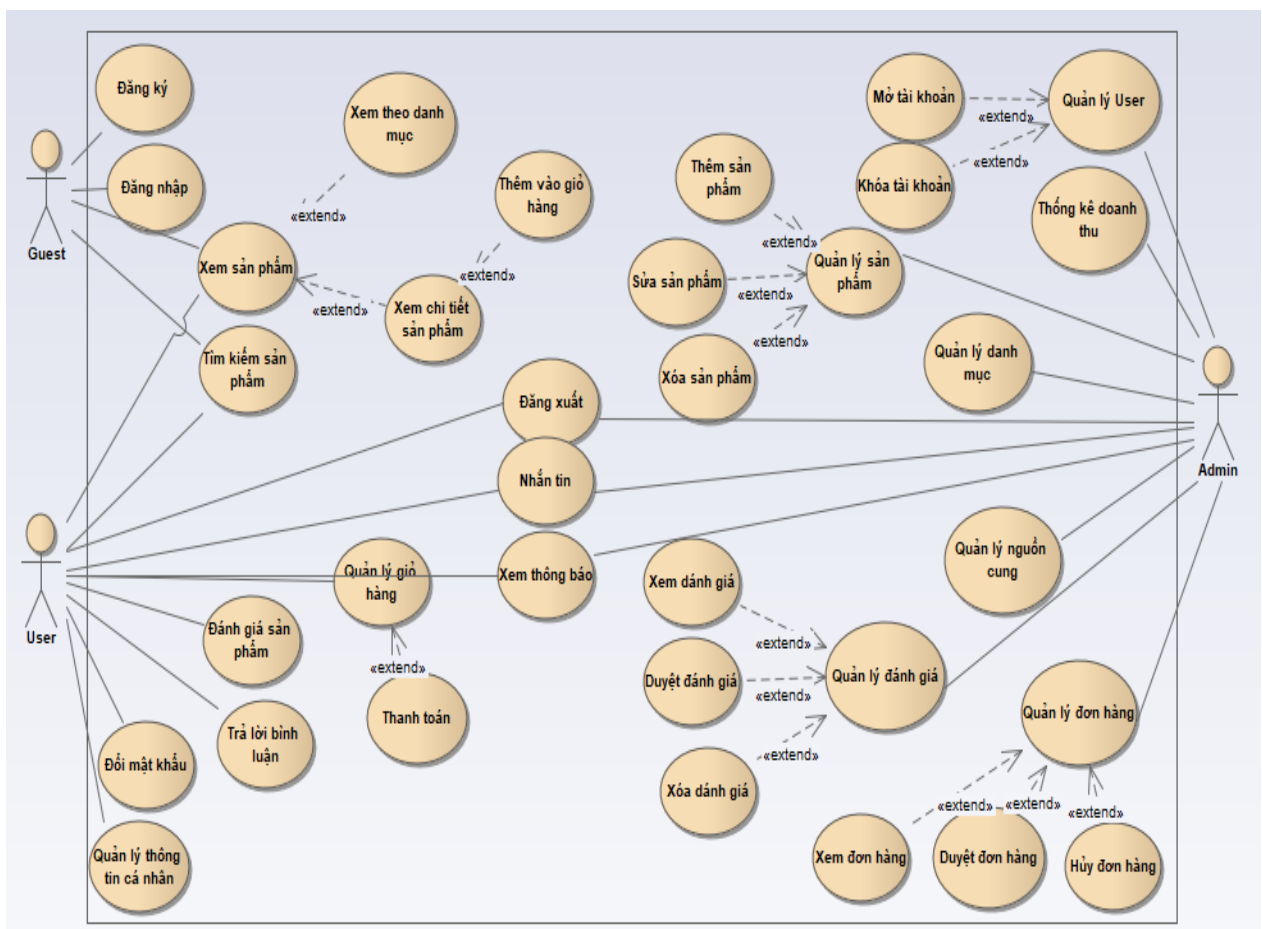 Đăng ký
Xem theo danh
mục
Mở tài khoản
«extend»
Quản lý User
Thêm sản
phẩm
Khóa tài khoản
«extend»
Guest
Đăng nhập
«extend»
Thêm vào giỏ
hàng
Thống kê doanh
thu
«extend»
Xem sản phẩm
«extend»
Xem chi tiết
sản phẩm
«extend»
Sửa sản phẩm
«extend»
Quản lý sản
phẩm
«extend»
Xóa sản phẩm
Tìm kiếm sản
phẩm
Quản lý danh
mục
Đăng xuất
Nhắn tin
Admin
Xem thông báo
Quản lý giỏ
hàng
Xem dánh giá
Quản lý nguồn
cung
User
Đánh giá sản
phẩm
«extend»
«extend»
Duyệt đánh giá
«extend»
Quản lý đánh giá
Thanh toán
Trả lời bình
luận
Quản lý đơn hàng
«extend»
Đổi mật khẩu
Xóa dánh giá
«extend»
«extend»
«extend»
Quản lý thông
tin cá nhân
Xem đơn hàng
Duyệt đơn hàng
Hủy đơn hàng